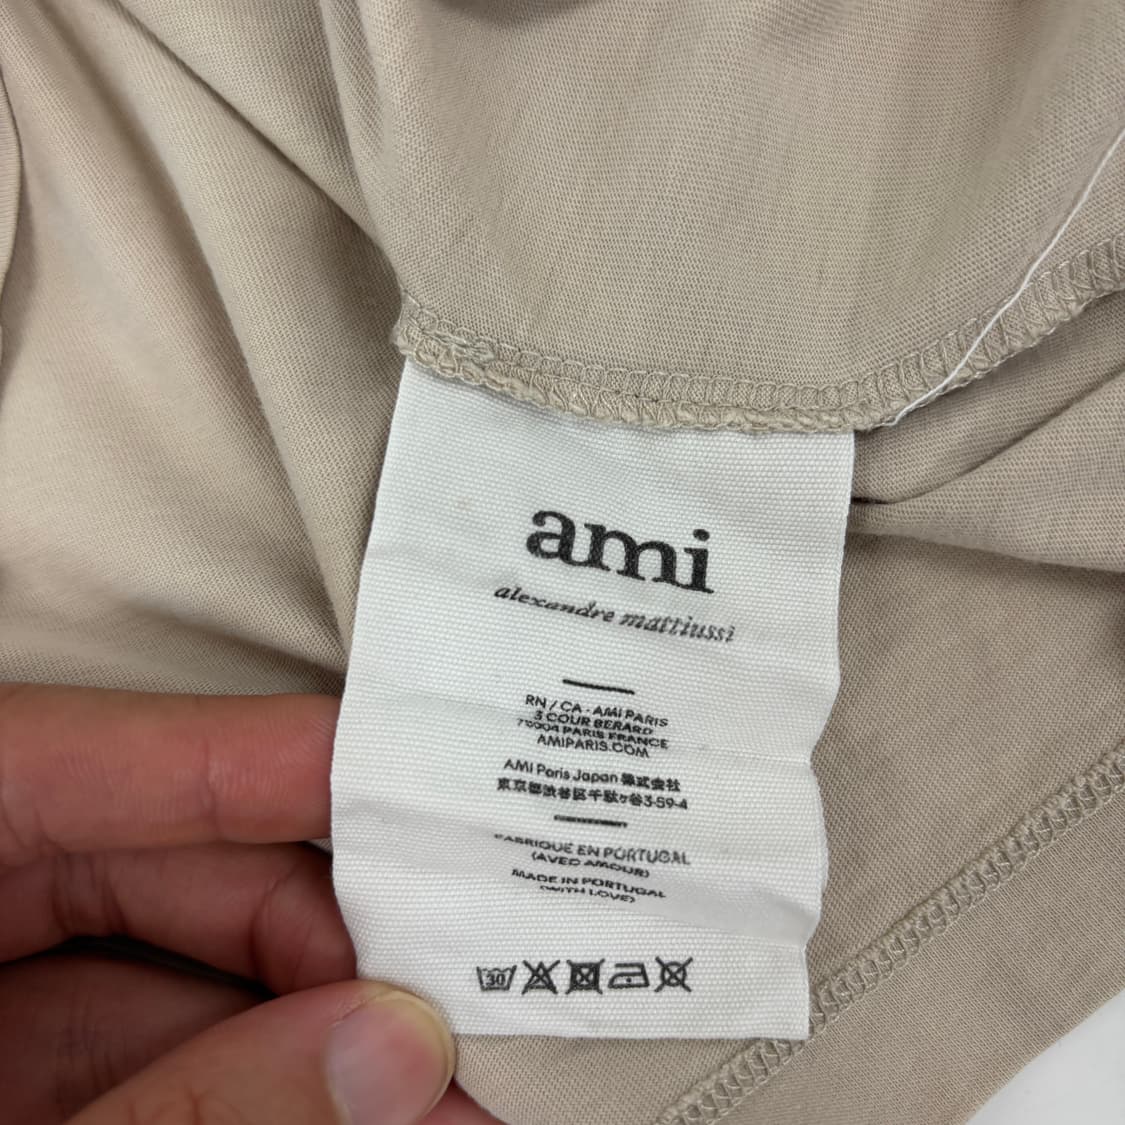 ami
alexandre mattiussi
RN / CA - AMI PARIS
3 COUR BERARD
75004 PARIS FRANCE
AMIPARIS.COM
AMI Paris Japan 株式会社
東京都渋谷区千駄ヶ谷3-59-4
FABRIQUE EN PORTUGAL
(AVEC AMOUR)
MADE IN PORTUGAL
(WITH LOVE)
30